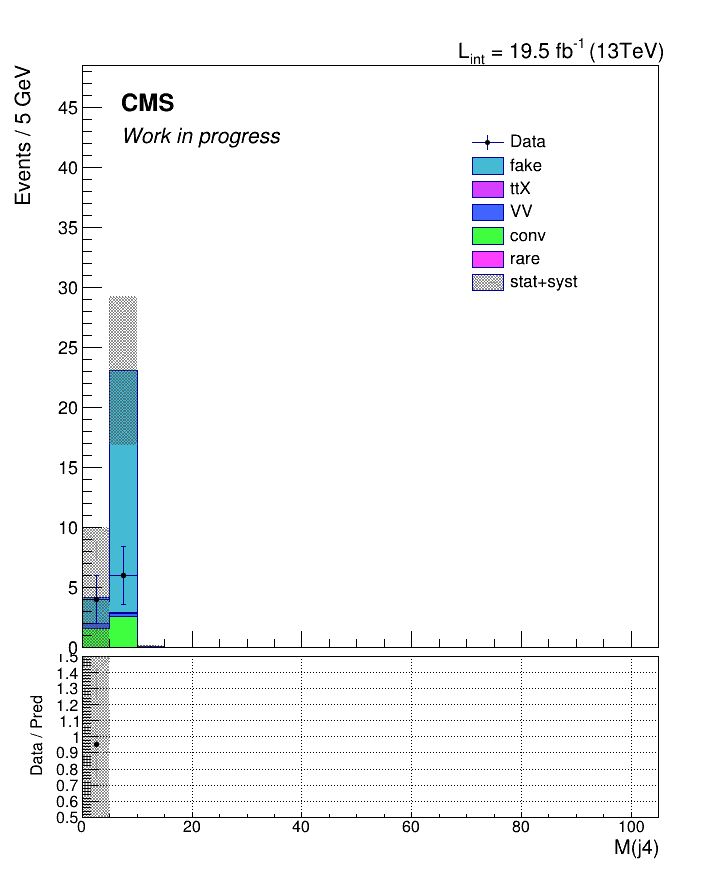 L_int = 19.5 fb^-1 (13TeV)
Events / 5 GeV
CMS
Work in progress
Data
fake
ttX
VV
conv
rare
stat+syst
45
40
35
30
25
20
15
10
5
0
Data / Pred
1.5
1.4
1.3
1.2
1.1
1
0.9
0.8
0.7
0.6
0.5
0 20 40 60 80 100
M(j4)